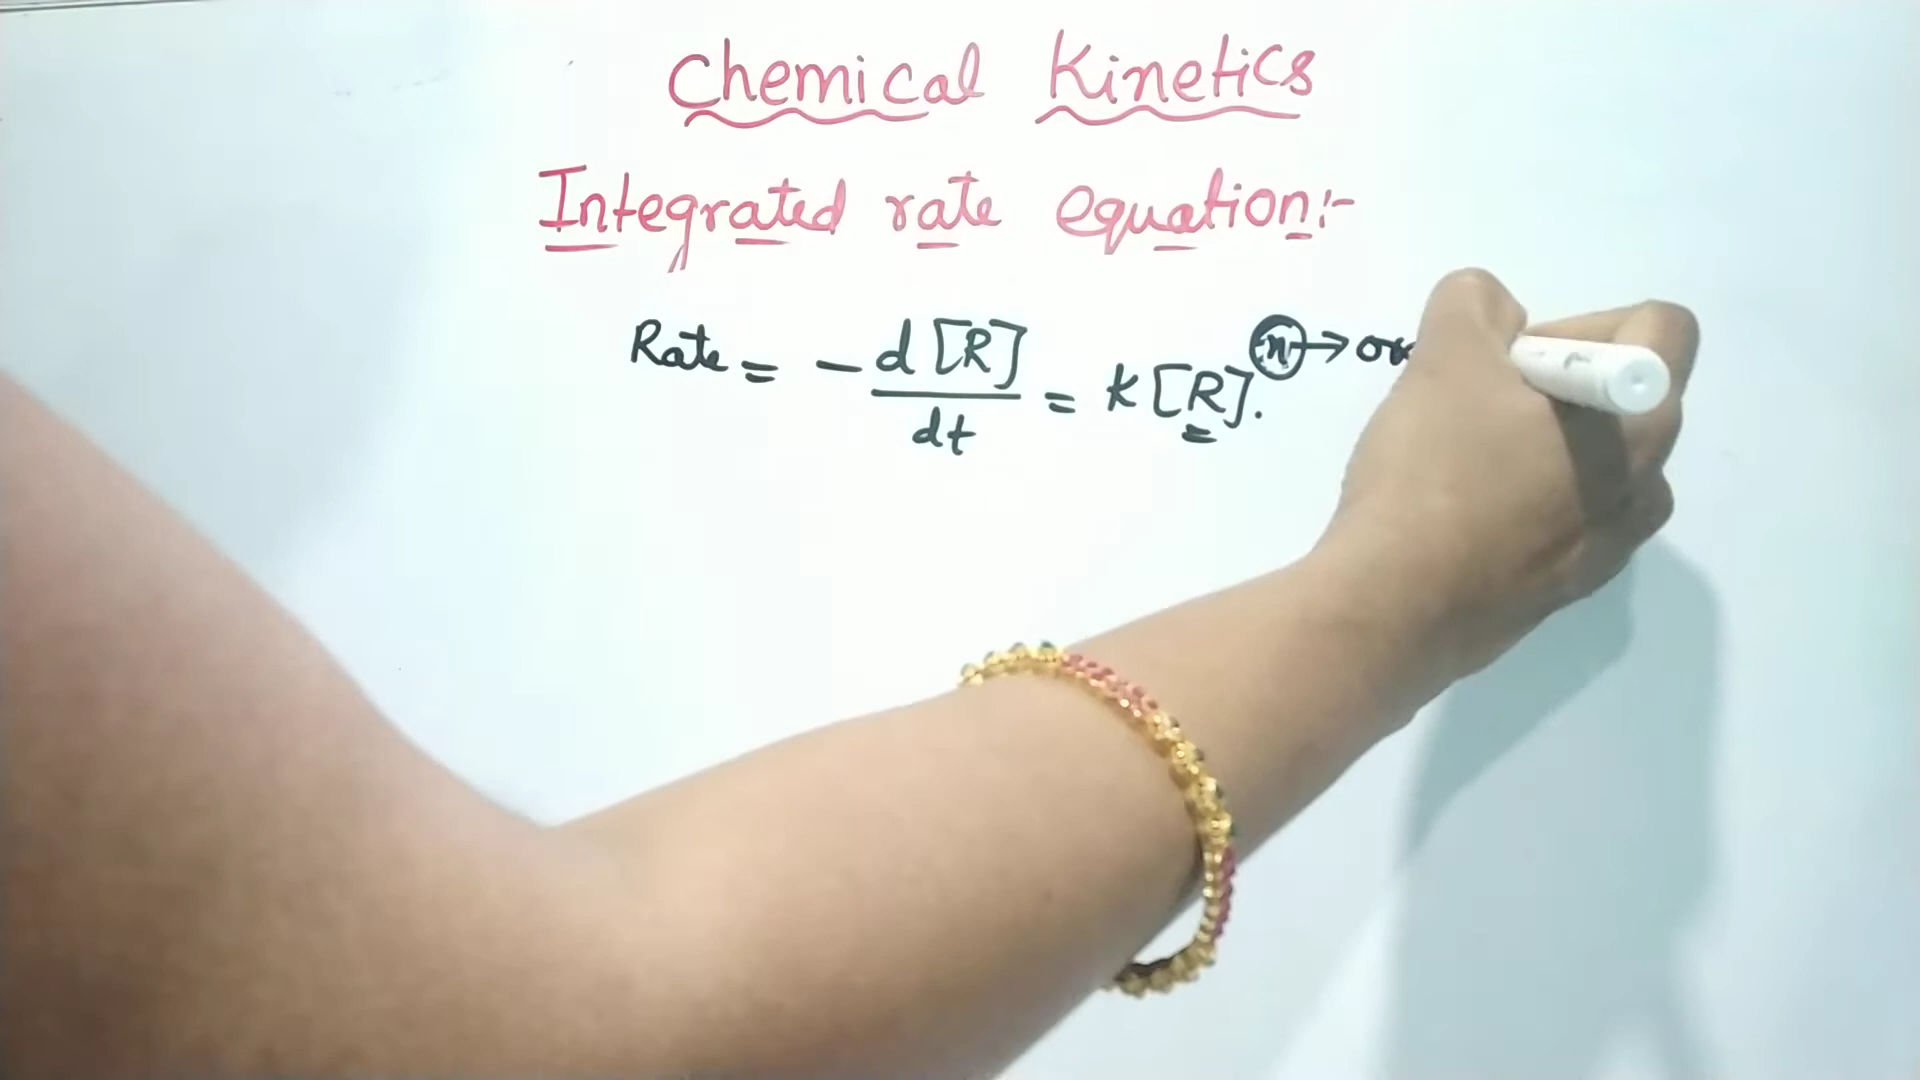 Chemical Kinetics
Integrated rate equation:-
Rate = - d[R]/dt = K[R]^n → or